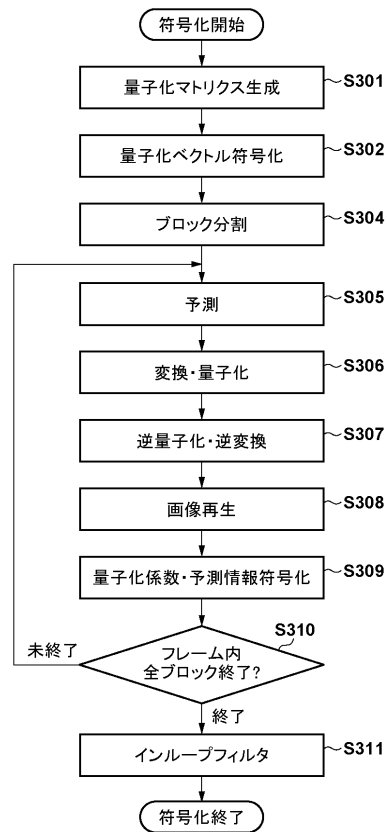 符号化開始
量子化マトリクス生成 S301
量子化ベクトル符号化 S302
ブロック分割 S304
予測 S305
変換・量子化 S306
逆量子化・逆変換 S307
画像再生 S308
量子化係数・予測情報符号化 S309
S310
未終了
フレーム内
全ブロック終了?
終了
インループフィルタ S311
符号化終了